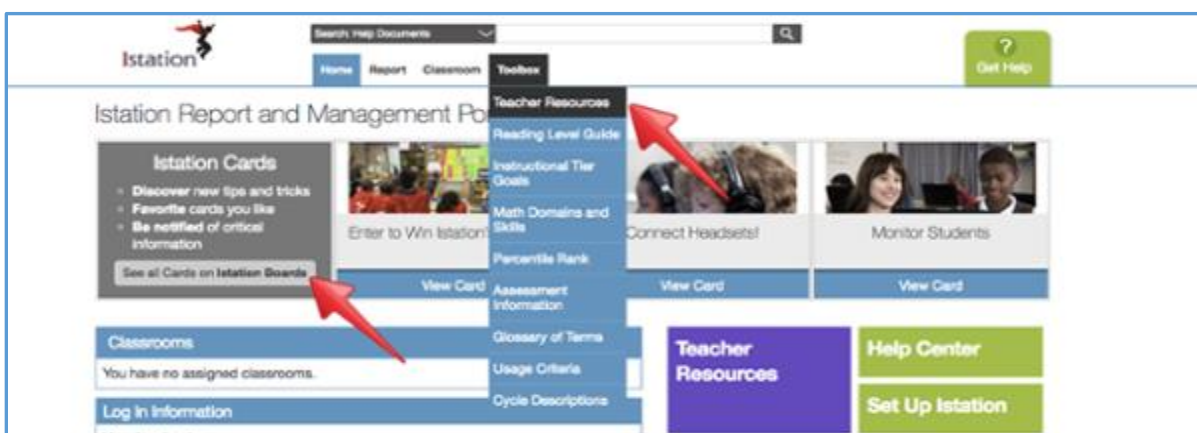 Istation
Search: Help Documents
Home Report Classroom Toolbox
Get Help
Teacher Resources
Reading Level Guide
Instructional Tier
Goals
Math Domains and
Skills
Percentile Rank
Assessment
Information
Glossary of Terms
Usage Criteria
Cycle Descriptions
Istation Report and Management Po
Istation Cards
Discover new tips and tricks
Favorite cards you like
Be notified of critical
information
See all Cards on Istation Boards
Enter to Win Istation
View Card
Connect Headsets!
View Card
Monitor Students
View Card
Classrooms
You have no assigned classrooms.
Log In Information
Teacher
Resources
Help Center
Set Up Istation